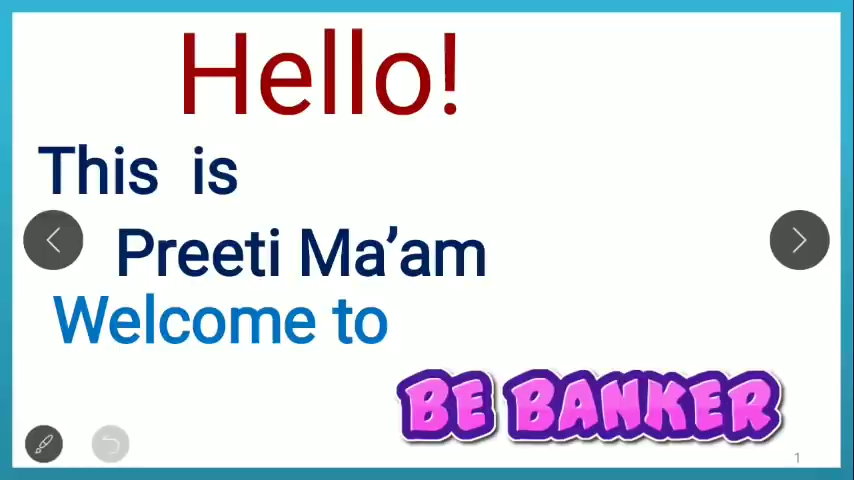 Hello!
This is
Preeti Ma’am
Welcome to
BE BANKER
1